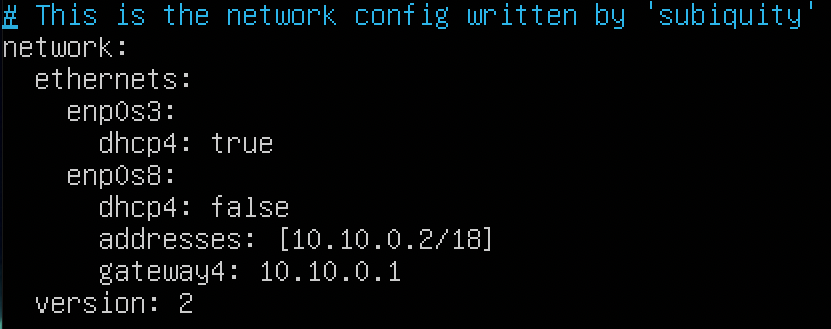 # This is the network config written by 'subiquity'
network:
  ethernets:
    enp0s3:
      dhcp4: true
    enp0s8:
      dhcp4: false
      addresses: [10.10.0.2/18]
      gateway4: 10.10.0.1
  version: 2